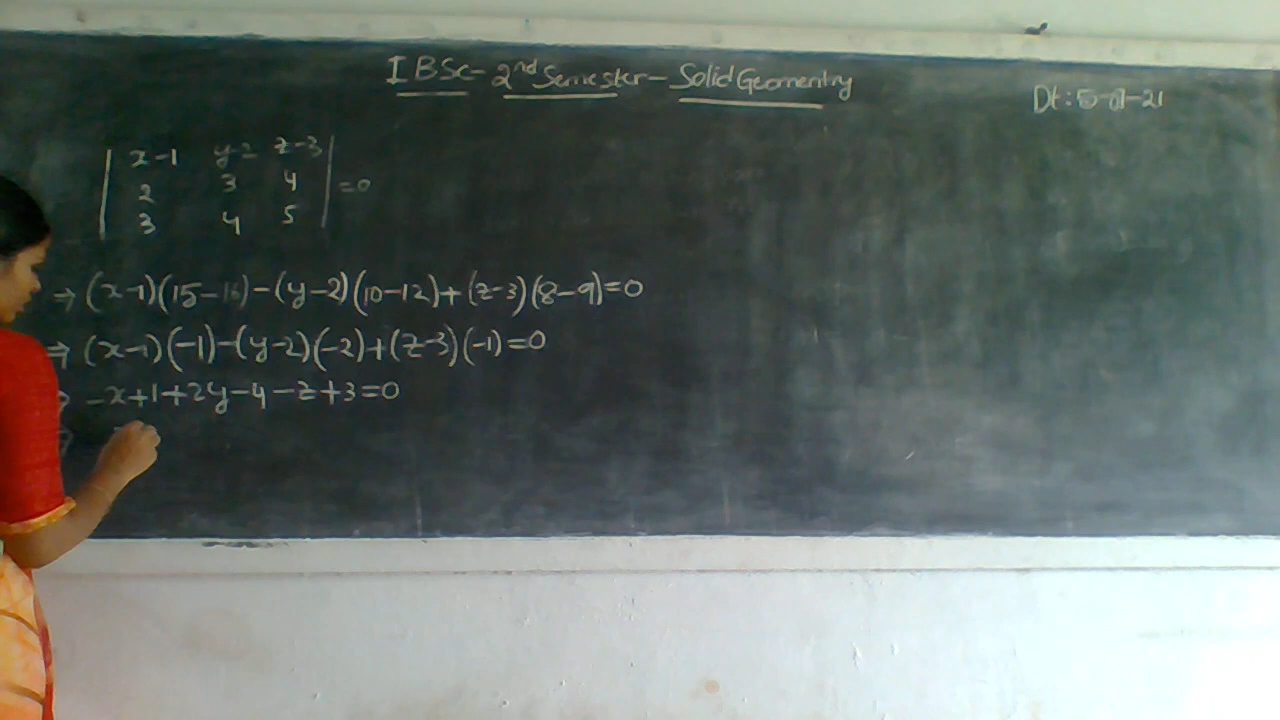 I BSc - 2nd Semester - Solid Geomentry
Dt: 5-01-21
| x-1 y-2 z-3 |
| 2 3 4 | =0
| 3 4 5 |
⇒ (x-1)(15-16)-(y-2)(10-12)+(z-3)(8-9)=0
⇒ (x-1)(-1)-(y-2)(-2)+(z-3)(-1)=0
⇒ -x+1+2y-4-z+3=0